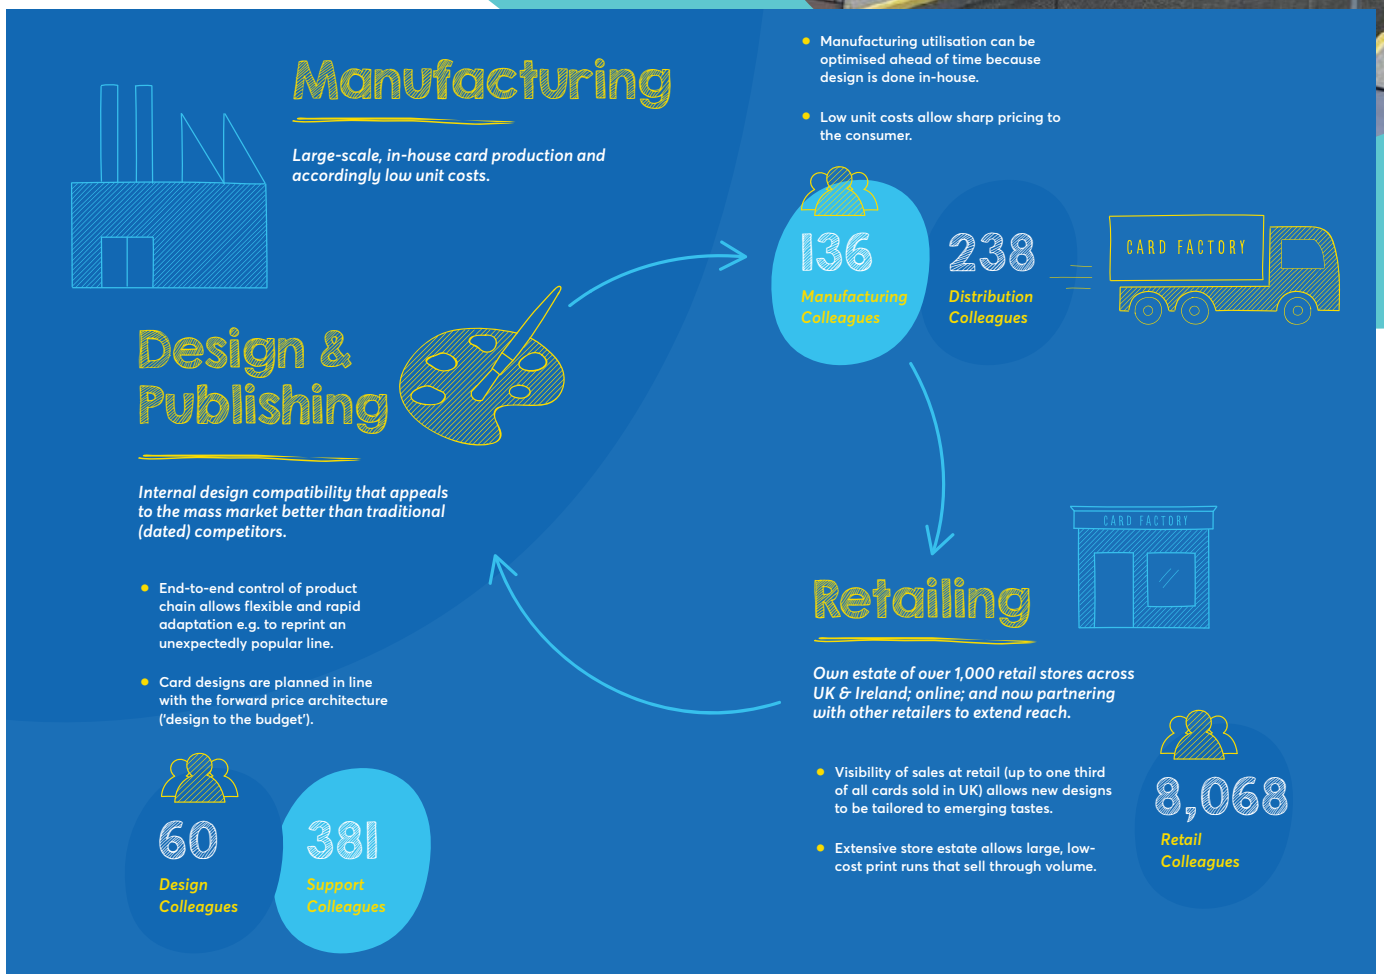 Manufacturing
Large-scale, in-house card production and
accordingly low unit costs.
Manufacturing utilisation can be
optimised ahead of time because
design is done in-house.
Low unit costs allow sharp pricing to
the consumer.
136
Manufacturing
Colleagues
238
Distribution
Colleagues
CARD FACTORY
Design &
Publishing
Internal design compatibility that appeals
to the mass market better than traditional
(dated) competitors.
End-to-end control of product
chain allows flexible and rapid
adaptation e.g. to reprint an
unexpectedly popular line.
Card designs are planned in line
with the forward price architecture
('design to the budget').
60
Design
Colleagues
381
Support
Colleagues
CARD FACTORY
Retailing
Own estate of over 1,000 retail stores across
UK & Ireland; online; and now partnering
with other retailers to extend reach.
Visibility of sales at retail (up to one third
of all cards sold in UK) allows new designs
to be tailored to emerging tastes.
Extensive store estate allows large, low-
cost print runs that sell through volume.
8,068
Retail
Colleagues